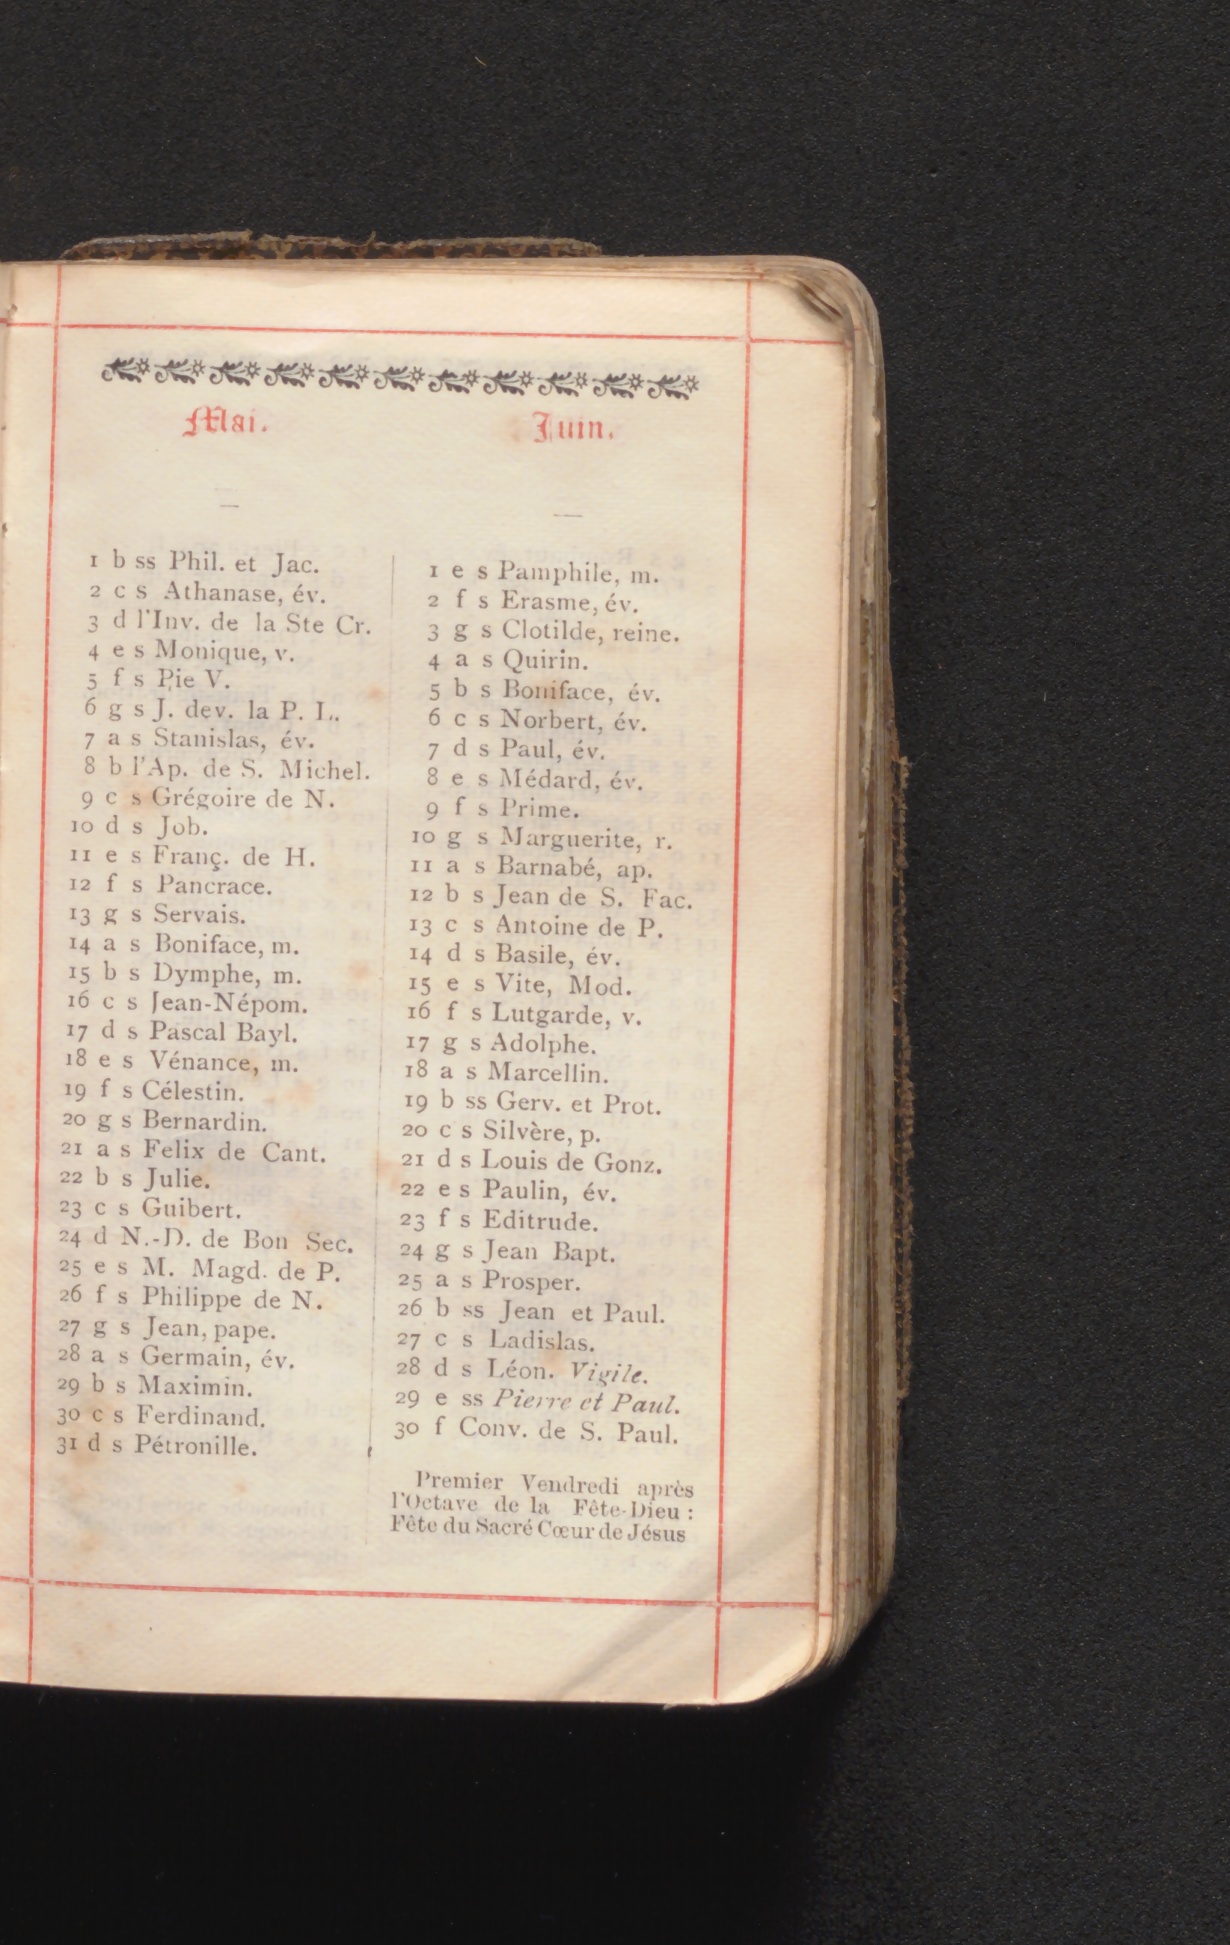 Mai.
1 b ss Phil. et Jac.
2 c s Athanase, év.
3 d l'Inv. de la Ste Cr.
4 e s Monique, v.
5 f s Pie V.
6 g s J. dev. la P. L.
7 a s Stanislas, év.
8 b l'Ap. de S. Michel.
9 c s Grégoire de N.
10 d s Job.
11 e s Franç. de H.
12 f s Pancrace.
13 g s Servais.
14 a s Boniface, m.
15 b s Dymphe, m.
16 c s Jean-Népom.
17 d s Pascal Bayl.
18 e s Vénance, m.
19 f s Célestin.
20 g s Bernardin.
21 a s Felix de Cant.
22 b s Julie.
23 c s Guibert.
24 d N.-D. de Bon Sec.
25 e s M. Magd. de P.
26 f s Philippe de N.
27 g s Jean, pape.
28 a s Germain, év.
29 b s Maximin.
30 c s Ferdinand.
31 d s Pétronille.
Juin.
1 e s Pamphile, m.
2 f s Erasme, év.
3 g s Clotilde, reine.
4 a s Quirin.
5 b s Boniface, év.
6 c s Norbert, év.
7 d s Paul, év.
8 e s Médard, év.
9 f s Prime.
10 g s Marguerite, r.
11 a s Barnabé, ap.
12 b s Jean de S. Fac.
13 c s Antoine de P.
14 d s Basile, év.
15 e s Vite, Mod.
16 f s Lutgarde, v.
17 g s Adolphe.
18 a s Marcellin.
19 b ss Gerv. et Prot.
20 c s Silvère, p.
21 d s Louis de Gonz.
22 e s Paulin, év.
23 f s Editrude.
24 g s Jean Bapt.
25 a s Prosper.
26 b ss Jean et Paul.
27 c s Ladislas.
28 d s Léon. Vigile.
29 e ss Pierre et Paul.
30 f Conv. de S. Paul.
Premier Vendredi après
l'Octave de la Fête-Dieu :
Fête du Sacré Cœur de Jésus